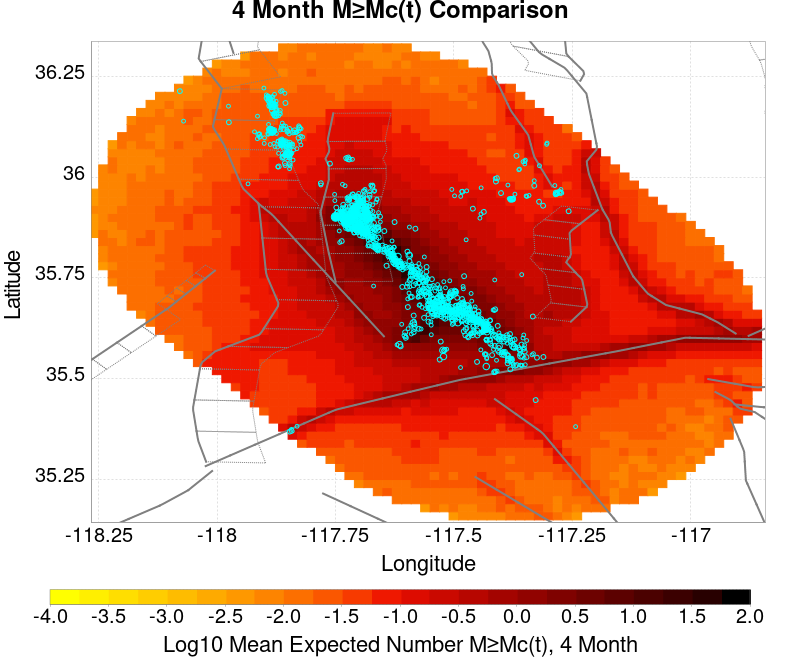 4 Month M≥Mc(t) Comparison
36.25
36
35.75
35.5
35.25
Latitude
-118.25 -118 -117.75 -117.5 -117.25 -117
Longitude
-4.0 -3.5 -3.0 -2.5 -2.0 -1.5 -1.0 -0.5 0.0 0.5 1.0 1.5 2.0
Log10 Mean Expected Number M≥Mc(t), 4 Month